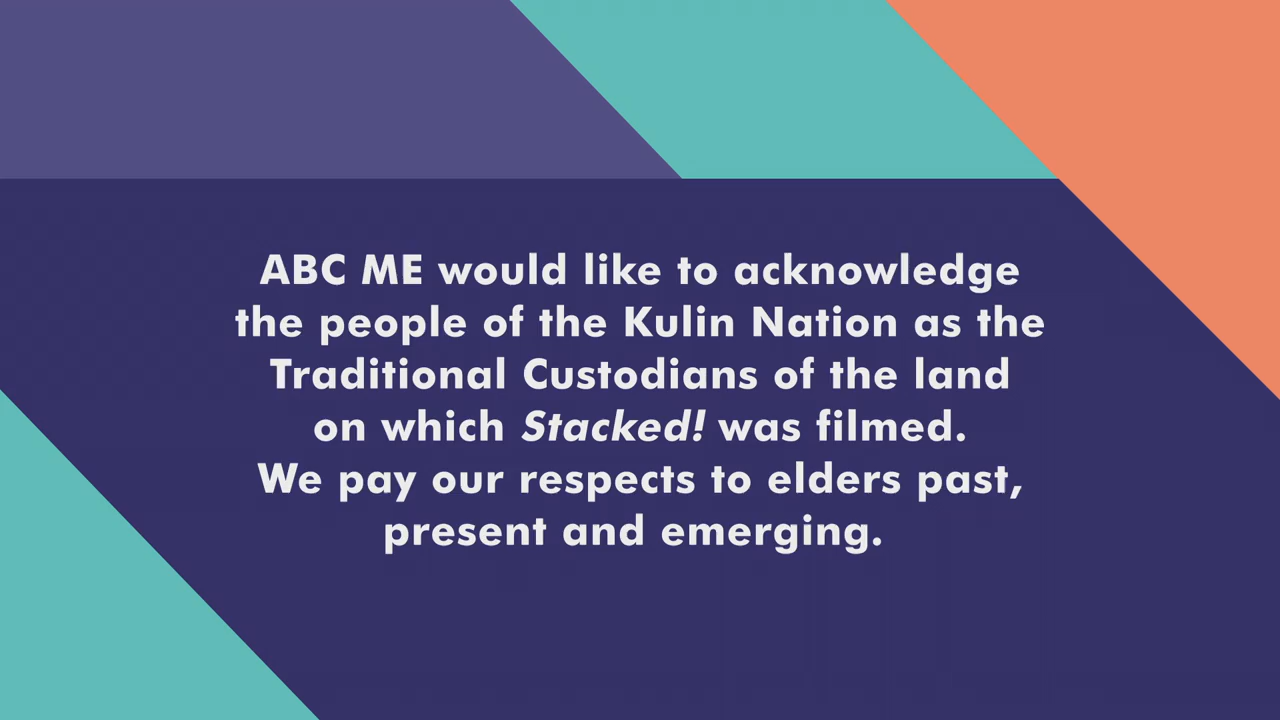 ABC ME would like to acknowledge
the people of the Kulin Nation as the
Traditional Custodians of the land
on which Stacked! was filmed.
We pay our respects to elders past,
present and emerging.